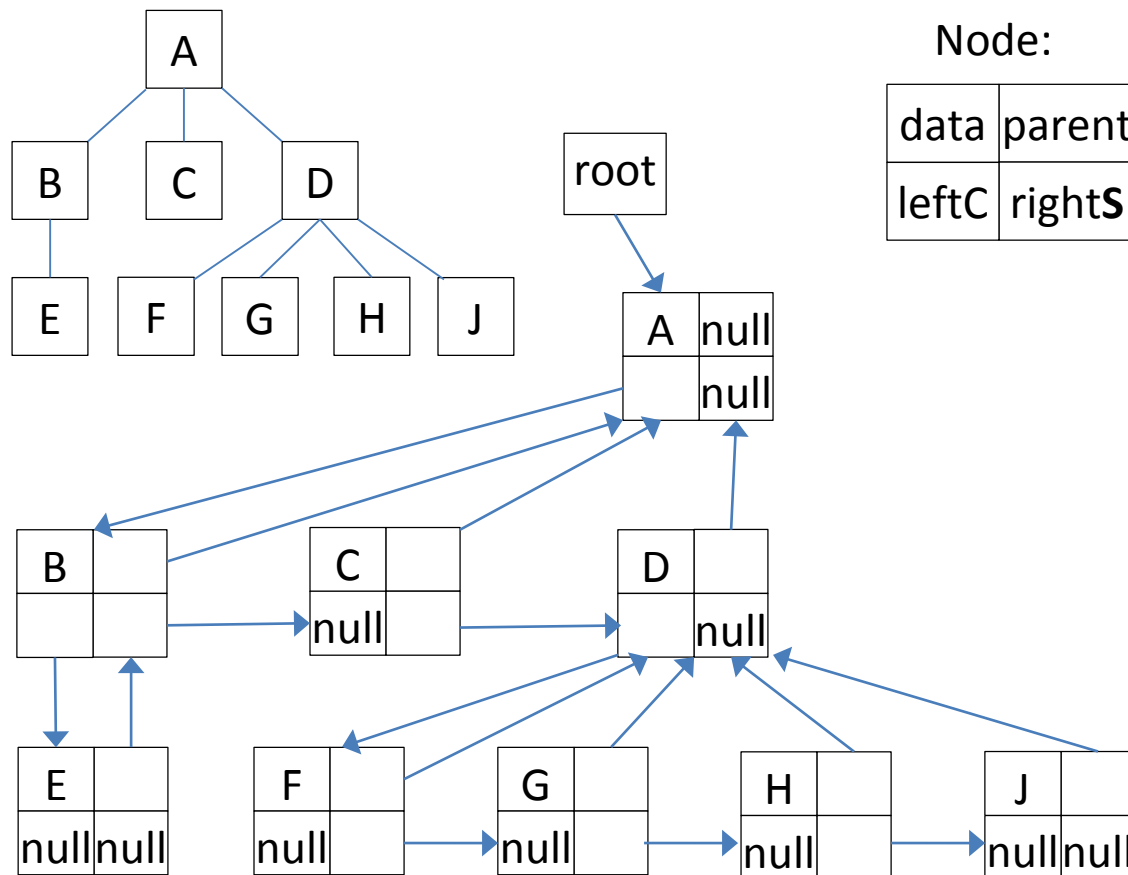 A
Node:
data parent
leftC rightS
B C D
root
E F G H J
A null
null
B C D
null null
E F G H J
null null null null null null null